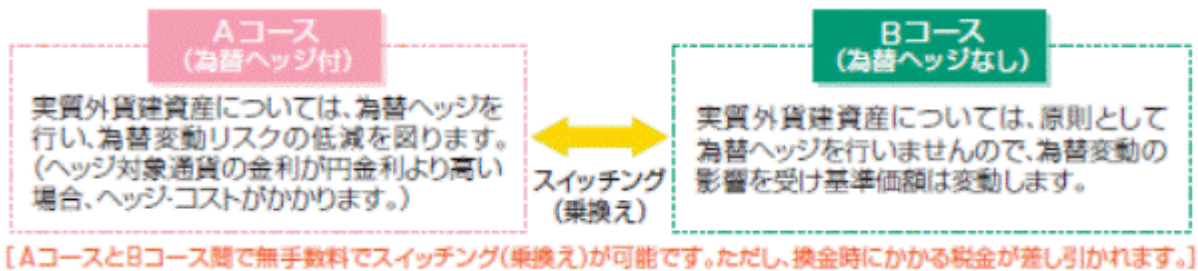 Aコース
(為替ヘッジ付)
実質外貨建資産については、為替ヘッジを
行い、為替変動リスクの低減を図ります。
(ヘッジ対象通貨の金利が円金利より高い
場合、ヘッジ・コストがかかります。)
スイッチング
(乗換え)
Bコース
(為替ヘッジなし)
実質外貨建資産については、原則として
為替ヘッジを行いませんので、為替変動の
影響を受け基準価額は変動します。
[AコースとBコース間で無手数料でスイッチング(乗換え)が可能です。ただし、換金時にかかる税金が差し引かれます。]